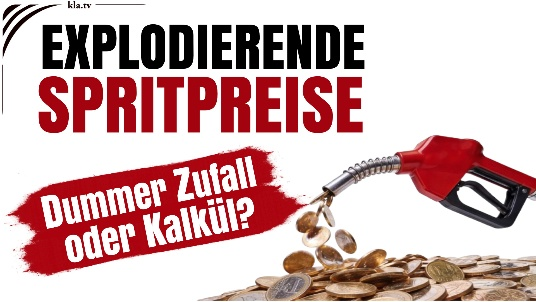 kla.tv
EXPLODIERENDE
SPRITPREISE
Dummer Zufall
oder Kalkül?